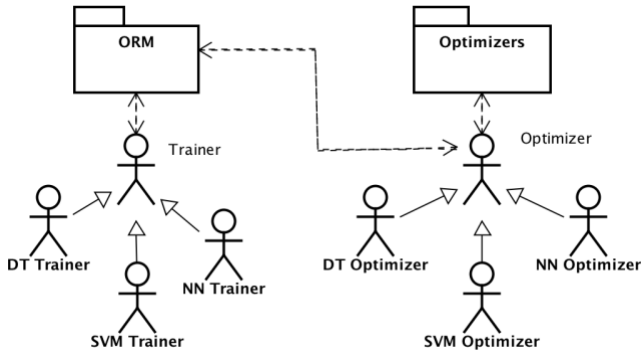 ORM
Optimizers
Trainer
Optimizer
DT Trainer
NN Trainer
SVM Trainer
DT Optimizer
NN Optimizer
SVM Optimizer